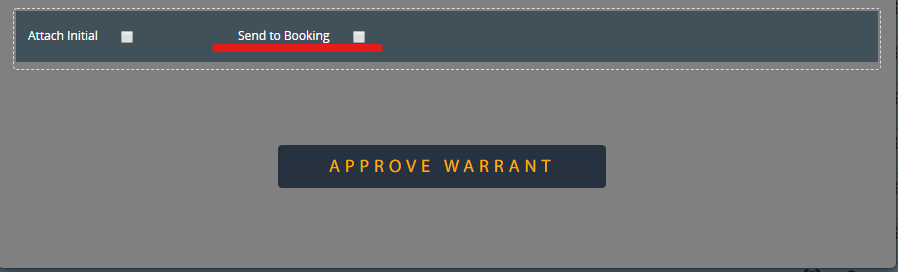 Attach Initial Send to Booking
APPROVE WARRANT